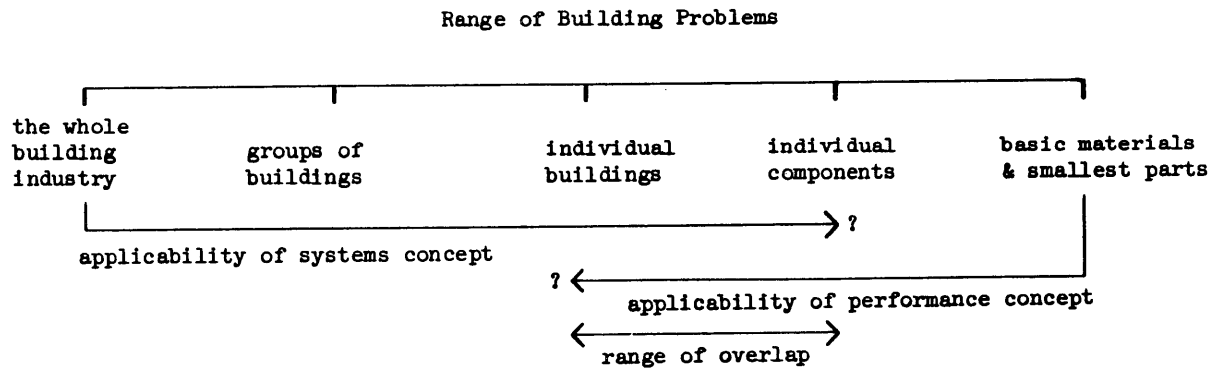 Range of Building Problems
the whole
building
industry
groups of
buildings
individual
buildings
individual
components
basic materials
& smallest parts
?
applicability of systems concept
?
applicability of performance concept
range of overlap